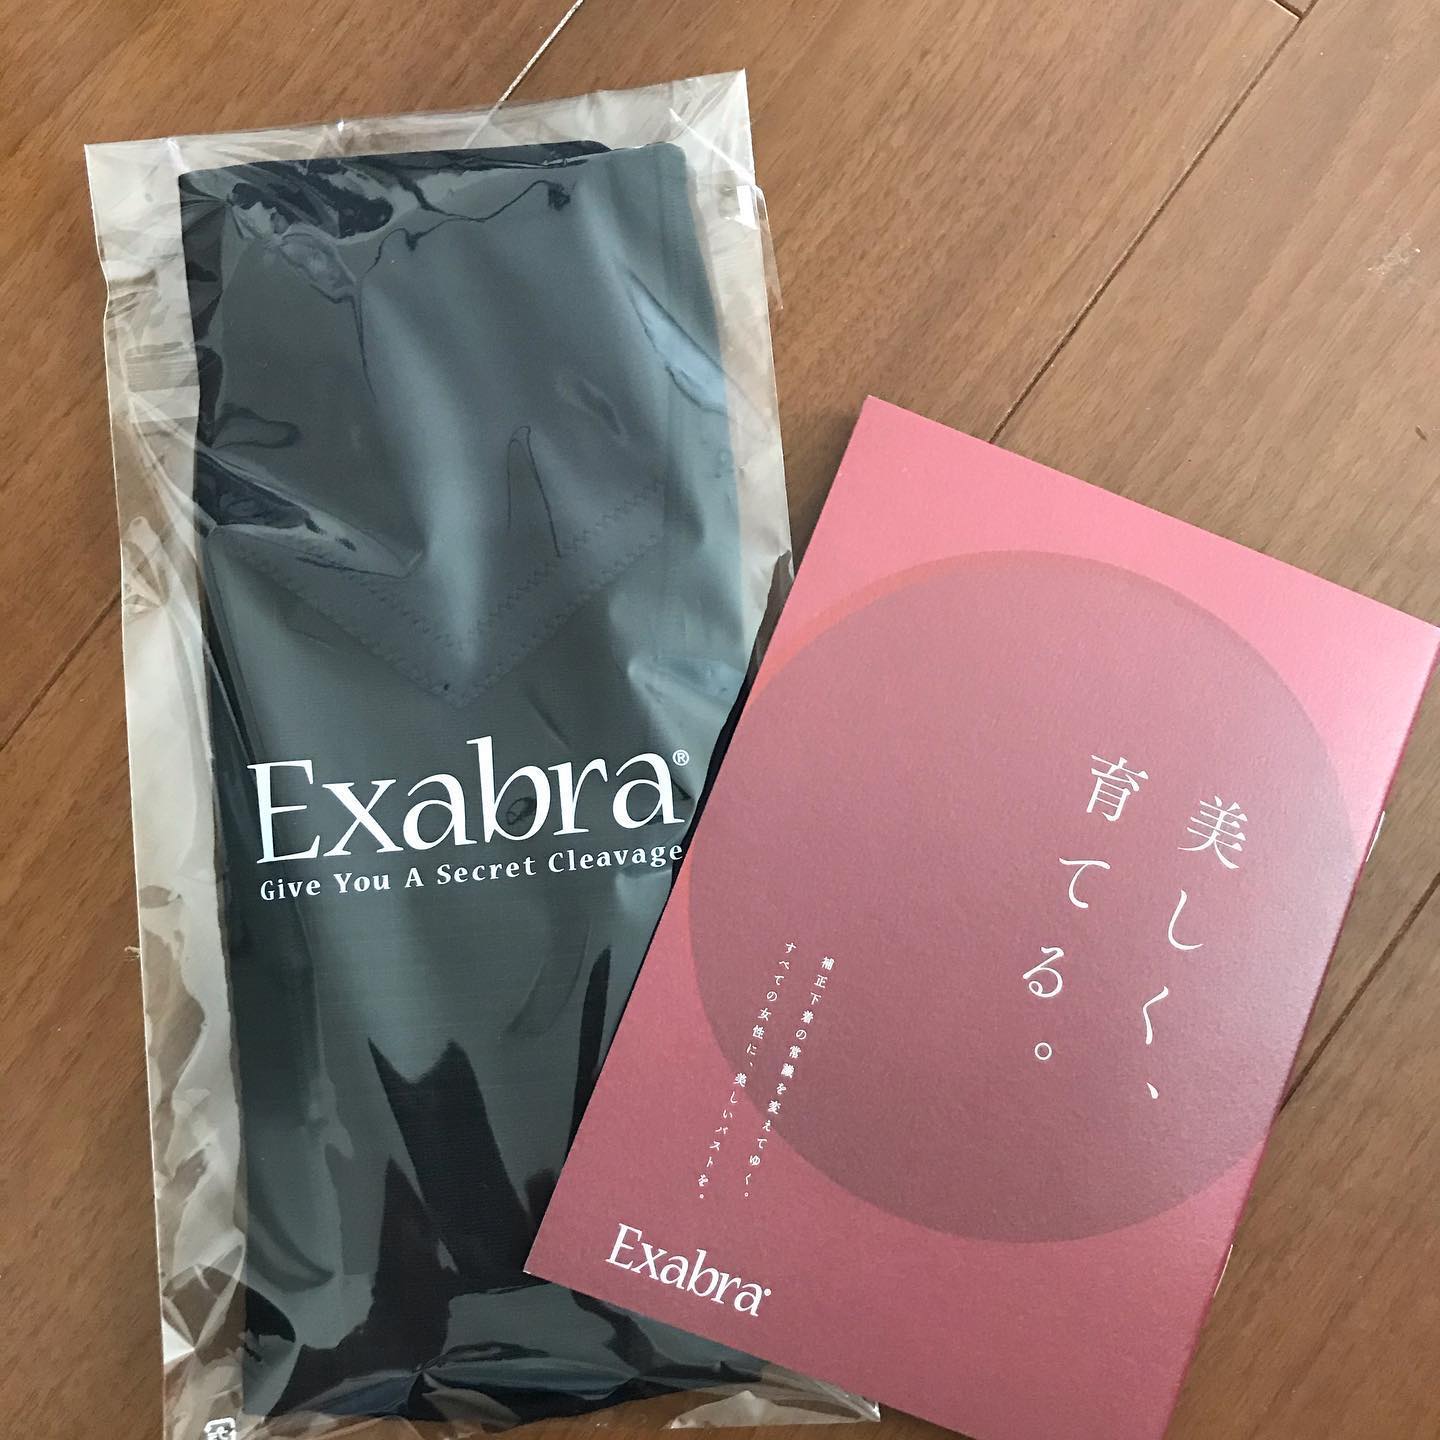 Exabra®
Give You A Secret Cleavage
美しく、
育てる。
補正下着の常識を変えてゆく。
すべての女性に、美しいバストを。
Exabra